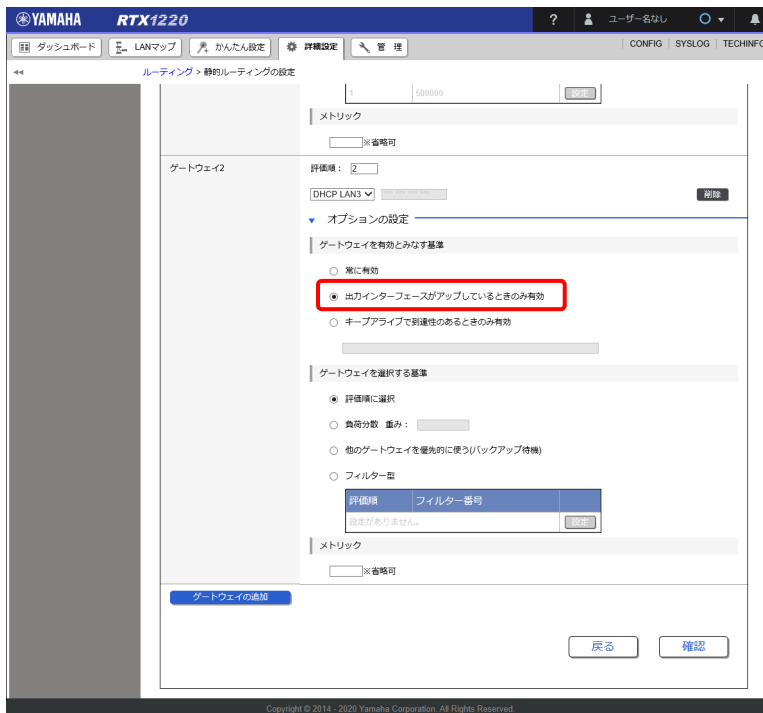 YAMAHA RTX1220 ? ユーザー名なし
ダッシュボード LANマップ かんたん設定 詳細設定 管理 CONFIG SYSLOG TECHINFO
ルーティング > 静的ルーティングの設定
1 500000 設定
メトリック
※省略可
ゲートウェイ2 評価順： 2
DHCP LAN3 削除
オプションの設定
ゲートウェイを有効とみなす基準
常に有効
出力インターフェースがアップしているときのみ有効
キープアライブで到達性のあるときのみ有効
ゲートウェイを選択する基準
評価順に選択
負荷分散 重み：
他のゲートウェイを優先的に使う(バックアップ待機)
フィルター型
評価順 フィルター番号
設定がありません。 設定
メトリック
※省略可
ゲートウェイの追加
戻る 確認
Copyright © 2014 - 2020 Yamaha Corporation. All Rights Reserved.